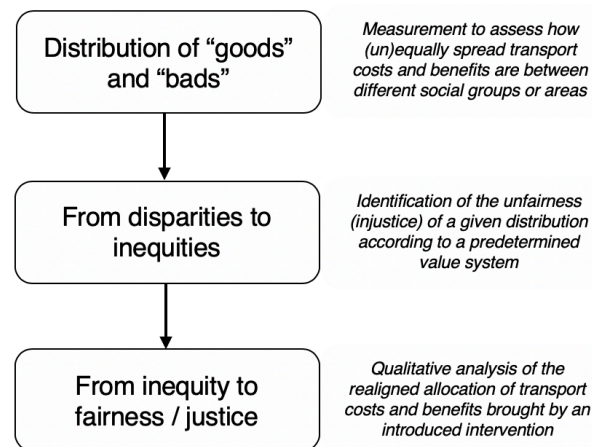 Distribution of “goods”
and “bads”
Measurement to assess how
(un)equally spread transport
costs and benefits are between
different social groups or areas
From disparities to
inequities
Identification of the unfairness
(injustice) of a given distribution
according to a predetermined
value system
From inequity to
fairness / justice
Qualitative analysis of the
realigned allocation of transport
costs and benefits brought by an
introduced intervention